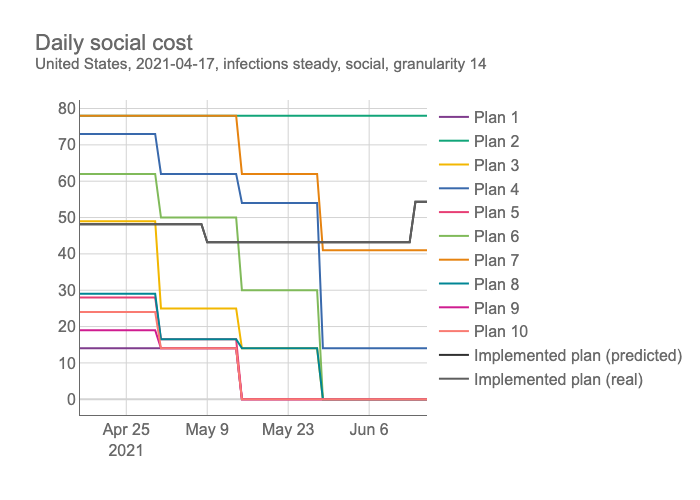 Daily social cost
United States, 2021-04-17, infections steady, social, granularity 14
80
70
60
50
40
30
20
10
0
Apr 25
2021
May 9
May 23
Jun 6
Plan 1
Plan 2
Plan 3
Plan 4
Plan 5
Plan 6
Plan 7
Plan 8
Plan 9
Plan 10
Implemented plan (predicted)
Implemented plan (real)